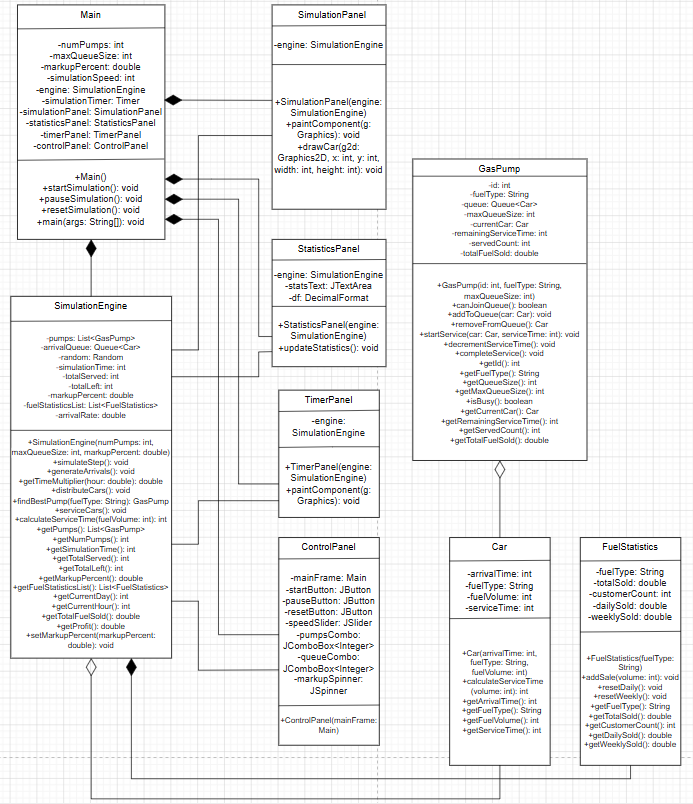 Main
-numPumps: int
-maxQueueSize: int
-markupPercent: double
-simulationSpeed: int
-engine: SimulationEngine
-simulationTimer: Timer
-simulationPanel: SimulationPanel
-statisticsPanel: StatisticsPanel
-timerPanel: TimerPanel
-controlPanel: ControlPanel
+Main()
+startSimulation(): void
+pauseSimulation(): void
+resetSimulation(): void
+main(args: String[]): void
SimulationPanel
-engine: SimulationEngine
+SimulationPanel(engine:
SimulationEngine)
+paintComponent(g:
Graphics): void
+drawCar(g2d:
Graphics2D, x: int, y: int,
width: int, height: int): void
GasPump
-id: int
-fuelType: String
-queue: Queue<Car>
-maxQueueSize: int
-currentCar: Car
-remainingServiceTime: int
-servedCount: int
-totalFuelSold: double
+GasPump(id: int, fuelType: String,
maxQueueSize: int)
+canJoinQueue(): boolean
+addToQueue(car: Car): void
+removeFromQueue(): Car
+startService(car: Car, serviceTime: int): void
+decrementServiceTime(): void
+completeService(): void
+getId(): int
+getFuelType(): String
+getQueueSize(): int
+getMaxQueueSize(): int
+isBusy(): boolean
+getCurrentCar(): Car
+getRemainingServiceTime(): int
+getServedCount(): int
+getTotalFuelSold(): double
StatisticsPanel
-engine: SimulationEngine
-statsText: JTextArea
-df: DecimalFormat
+StatisticsPanel(engine:
SimulationEngine)
+updateStatistics(): void
SimulationEngine
-pumps: List<GasPump>
-arrivalQueue: Queue<Car>
-random: Random
-simulationTime: int
-totalServed: int
-totalLeft: int
-markupPercent: double
-fuelStatisticsList: List<FuelStatistics>
-arrivalRate: double
+SimulationEngine(numPumps: int,
maxQueueSize: int, markupPercent: double)
+simulateStep(): void
+generateArrivals(): void
+getTimeMultiplier(hour: double): double
+distributeCars(): void
+findBestPump(fuelType: String): GasPump
+serviceCars(): void
+calculateServiceTime(fuelVolume: int): int
+getPumps(): List<GasPump>
+getNumPumps(): int
+getSimulationTime(): int
+getTotalServed(): int
+getTotalLeft(): int
+getMarkupPercent(): double
+getFuelStatisticsList(): List<FuelStatistics>
+getCurrentDay(): int
+getCurrentHour(): int
+getTotalFuelSold(): double
+getProfit(): double
+setMarkupPercent(markupPercent:
double): void
TimerPanel
-engine:
SimulationEngine
+TimerPanel(engine:
SimulationEngine)
+paintComponent(g:
Graphics): void
ControlPanel
-mainFrame: Main
-startButton: JButton
-pauseButton: JButton
-resetButton: JButton
-speedSlider: JSlider
-pumpsCombo:
JComboBox<Integer>
-queueCombo:
JComboBox<Integer>
-markupSpinner:
JSpinner
+ControlPanel(mainFrame:
Main)
Car
-arrivalTime: int
-fuelType: String
-fuelVolume: int
-serviceTime: int
+Car(arrivalTime: int,
fuelType: String,
fuelVolume: int)
+calculateServiceTime
(volume: int): int
+getArrivalTime(): int
+getFuelType(): String
+getFuelVolume(): int
+getServiceTime(): int
FuelStatistics
-fuelType: String
-totalSold: double
-customerCount: int
-dailySold: double
-weeklySold: double
+FuelStatistics(fuelType:
String)
+addSale(volume: int): void
+resetDaily(): void
+resetWeekly(): void
+getFuelType(): String
+getTotalSold(): double
+getCustomerCount(): int
+getDailySold(): double
+getWeeklySold(): double